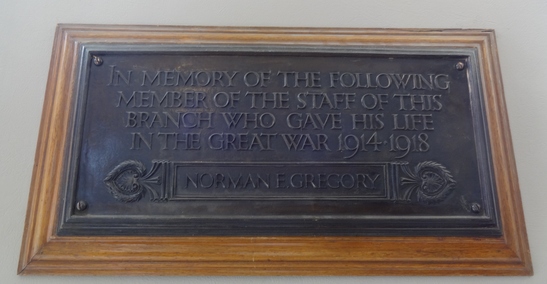 IN MEMORY OF THE FOLLOWING
MEMBER OF THE STAFF OF THIS
BRANCH WHO GAVE HIS LIFE
IN THE GREAT WAR 1914-1918
NORMAN E. GREGORY